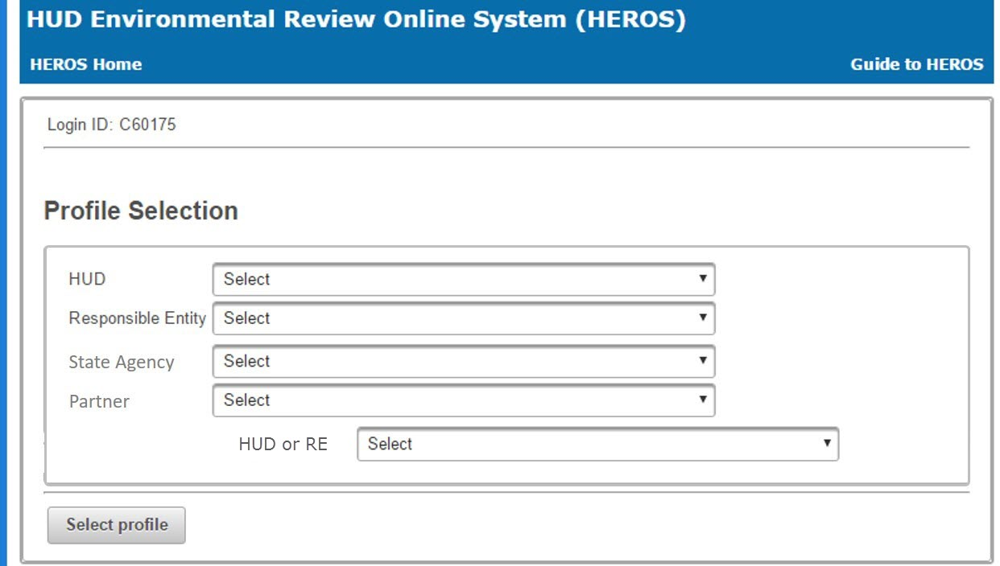 HUD Environmental Review Online System (HEROS)
HEROS Home Guide to HEROS
Login ID: C60175
Profile Selection
HUD Select
Responsible Entity Select
State Agency Select
Partner Select
HUD or RE Select
Select profile